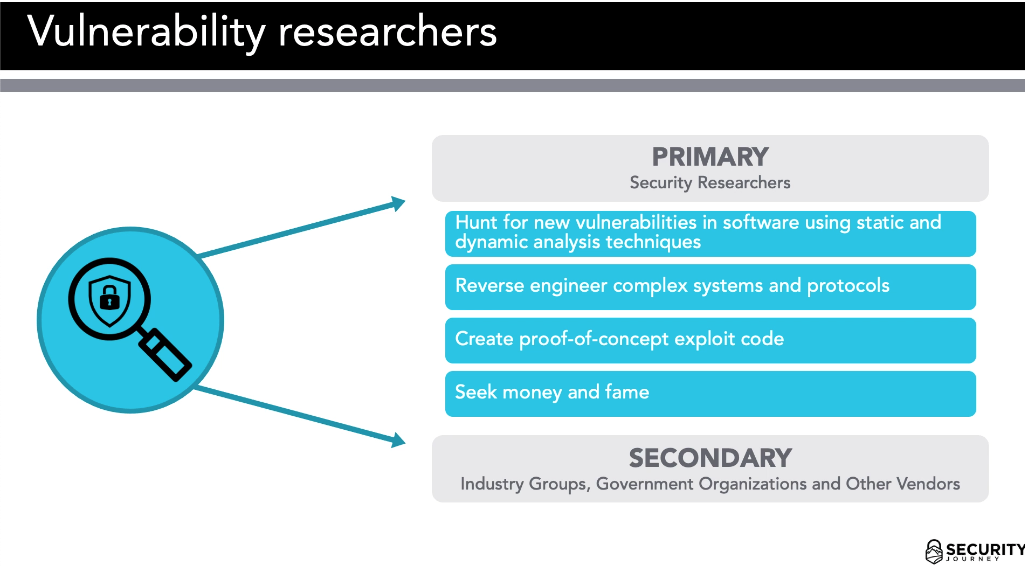 Vulnerability researchers
PRIMARY
Security Researchers
Hunt for new vulnerabilities in software using static and
dynamic analysis techniques
Reverse engineer complex systems and protocols
Create proof-of-concept exploit code
Seek money and fame
SECONDARY
Industry Groups, Government Organizations and Other Vendors
SECURITY
JOURNEY